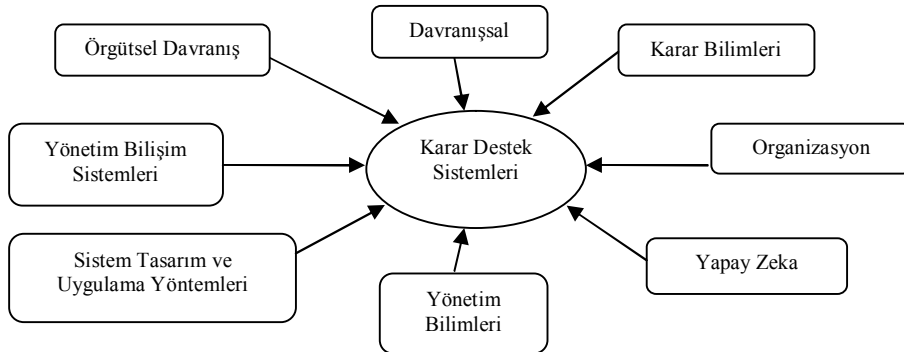 Örgütsel Davranış
Davranışsal
Karar Bilimleri
Yönetim Bilişim
Sistemleri
Karar Destek
Sistemleri
Organizasyon
Sistem Tasarım ve
Uygulama Yöntemleri
Yönetim
Bilimleri
Yapay Zeka